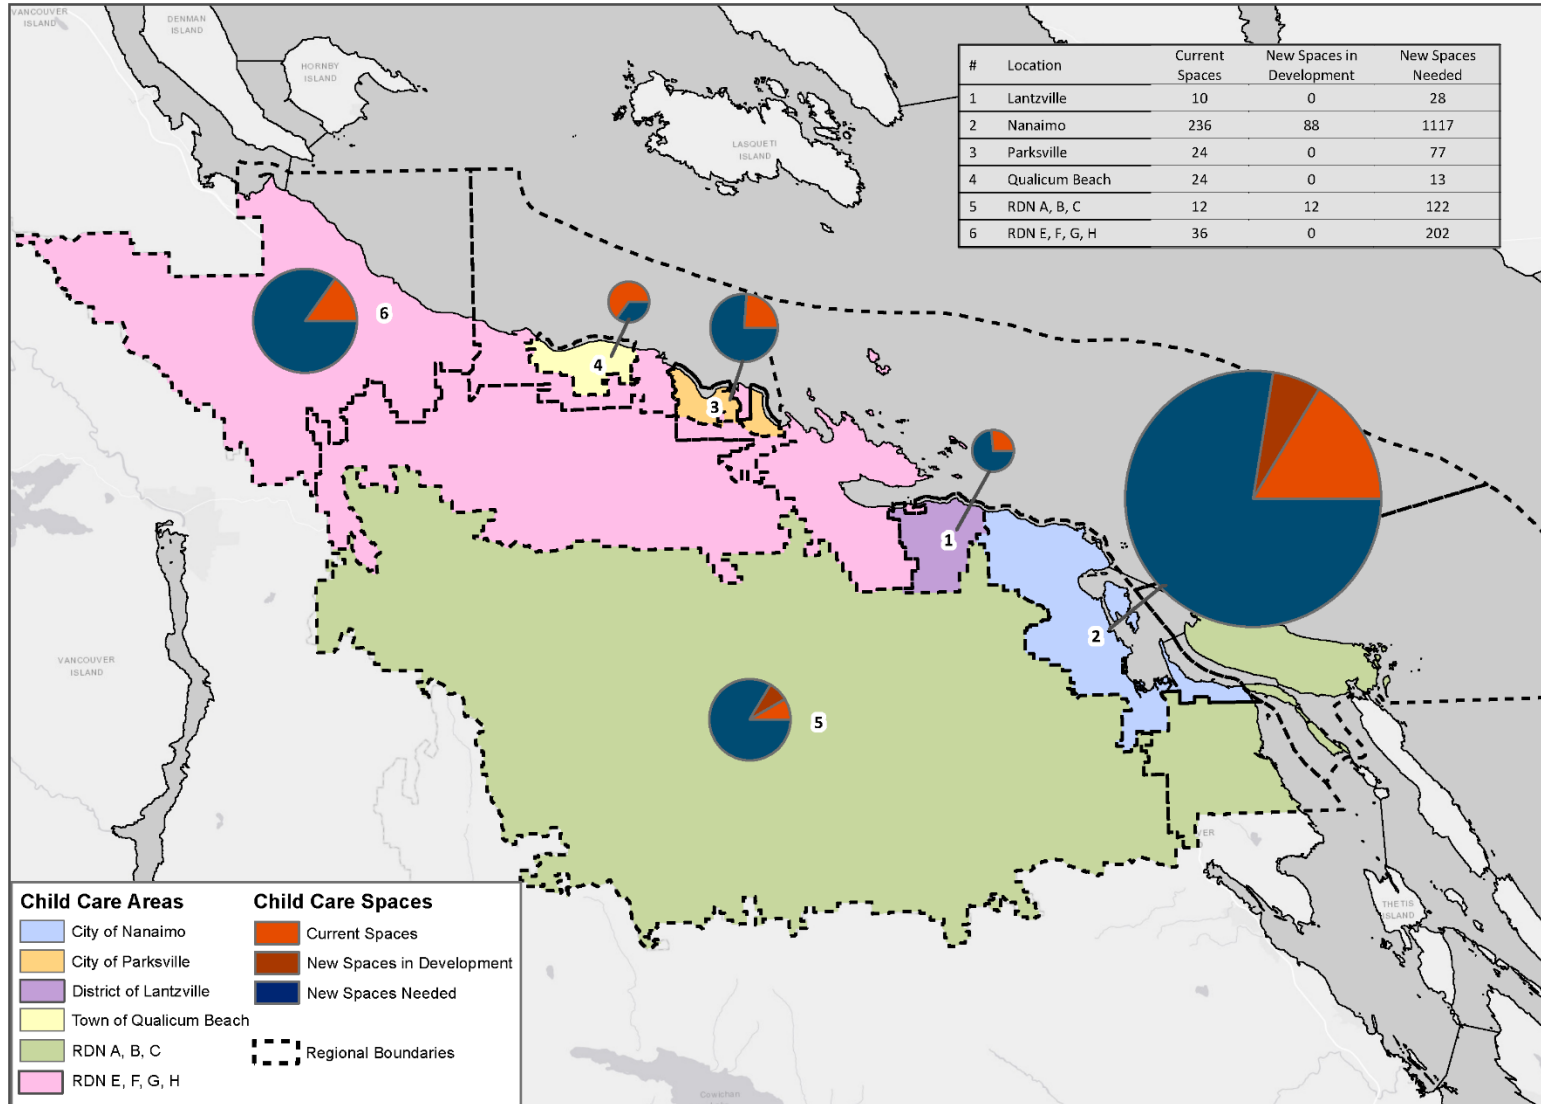 VANCOUVER
ISLAND
DENMAN
ISLAND
HORNBY
ISLAND
LASQUETI
ISLAND
# Location Current Spaces New Spaces in Development New Spaces Needed
1 Lantzville 10 0 28
2 Nanaimo 236 88 1117
3 Parksville 24 0 77
4 Qualicum Beach 24 0 13
5 RDN A, B, C 12 12 122
6 RDN E, F, G, H 36 0 202
6
4
3
1
2
5
VANCOUVER
ISLAND
VER
THETIS
ISLAND
Child Care Areas
City of Nanaimo
City of Parksville
District of Lantzville
Town of Qualicum Beach
RDN A, B, C
RDN E, F, G, H
Child Care Spaces
Current Spaces
New Spaces in Development
New Spaces Needed
Regional Boundaries
Cowichan